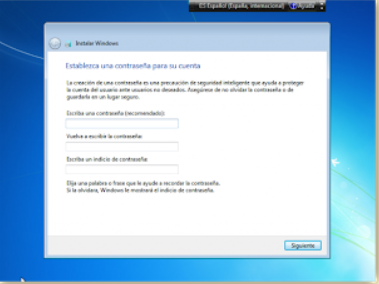 ES Español (España, internacional) Ayuda
Instalar Windows
Establezca una contraseña para su cuenta
La creación de una contraseña es una precaución de seguridad inteligente que ayuda a proteger
la cuenta del usuario ante usuarios no deseados. Asegúrese de no olvidar la contraseña o de
guardarla en un lugar seguro.
Escriba una contraseña (recomendado):
Vuelva a escribir la contraseña:
Escriba un indicio de contraseña:
Elija una palabra o frase que le ayude a recordar la contraseña.
Si la olvidara, Windows le mostrará el indicio de contraseña.
Siguiente